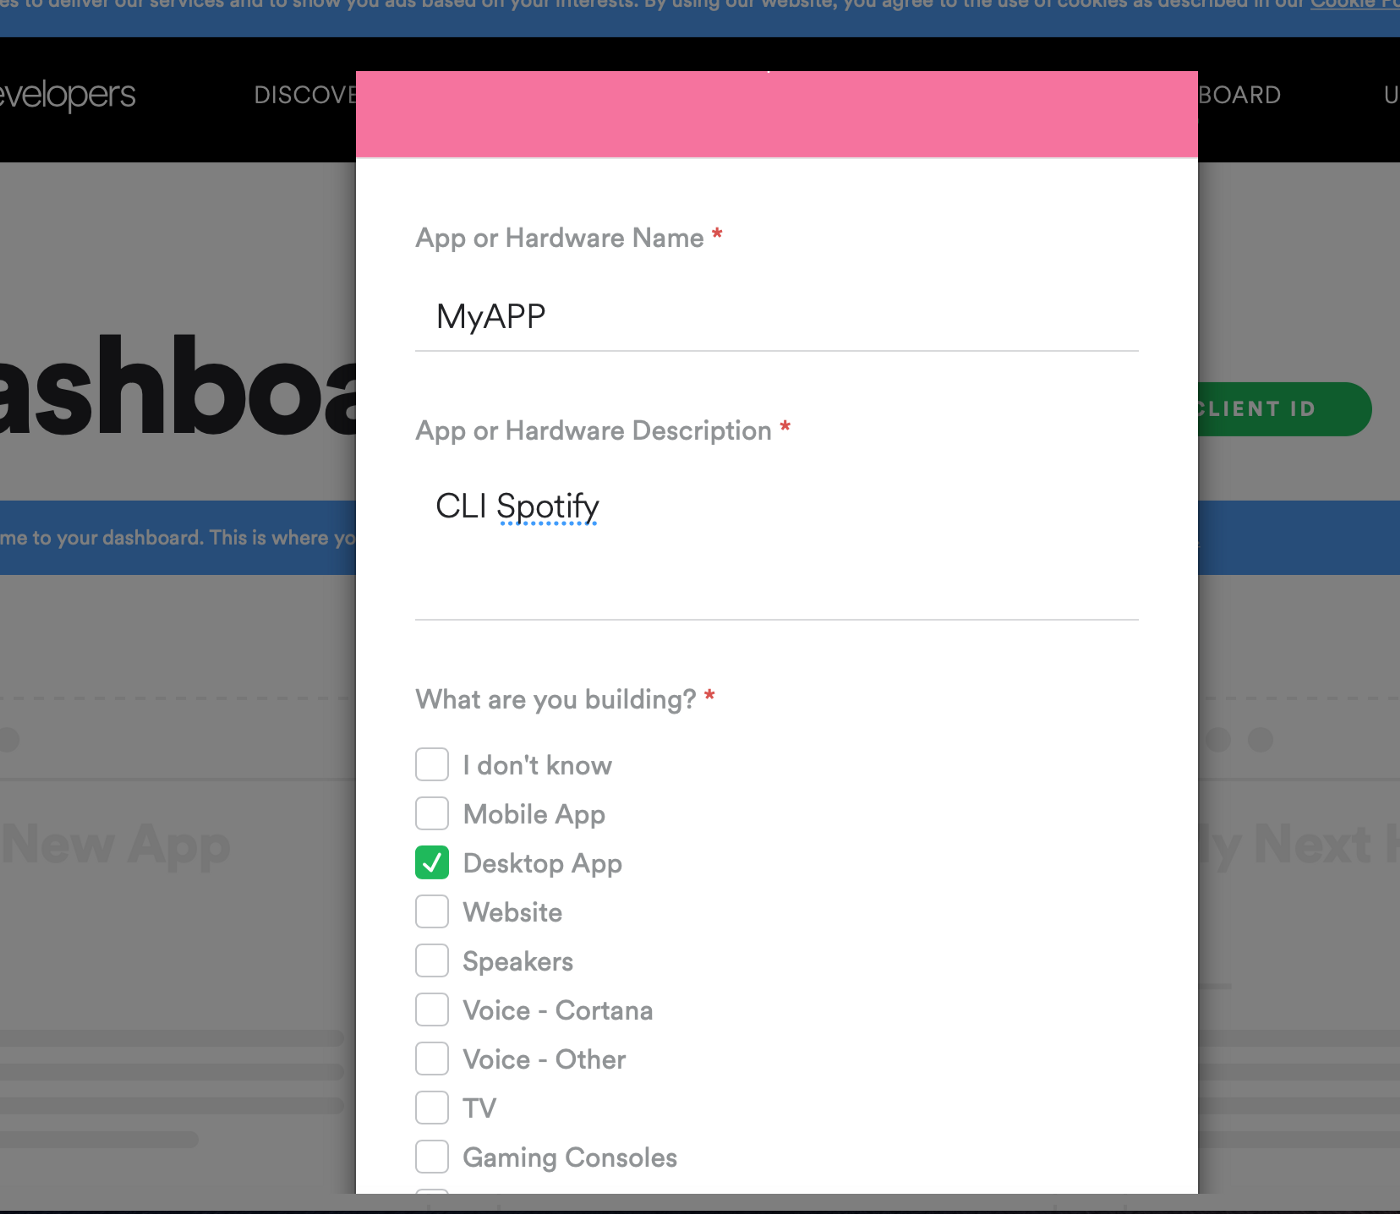 es to deliver our services and to show you ads based on your interests. By using our website, you agree to the use of cookies as described in our Cookie Po
evelopers DISCOVE BOARD U
App or Hardware Name *
MyAPP
ashboa
CLIENT ID
App or Hardware Description *
CLI Spotify
me to your dashboard. This is where yo
What are you building? *
I don't know
Mobile App
New App
ly Next H
Desktop App
Website
Speakers
Voice - Cortana
Voice - Other
TV
Gaming Consoles